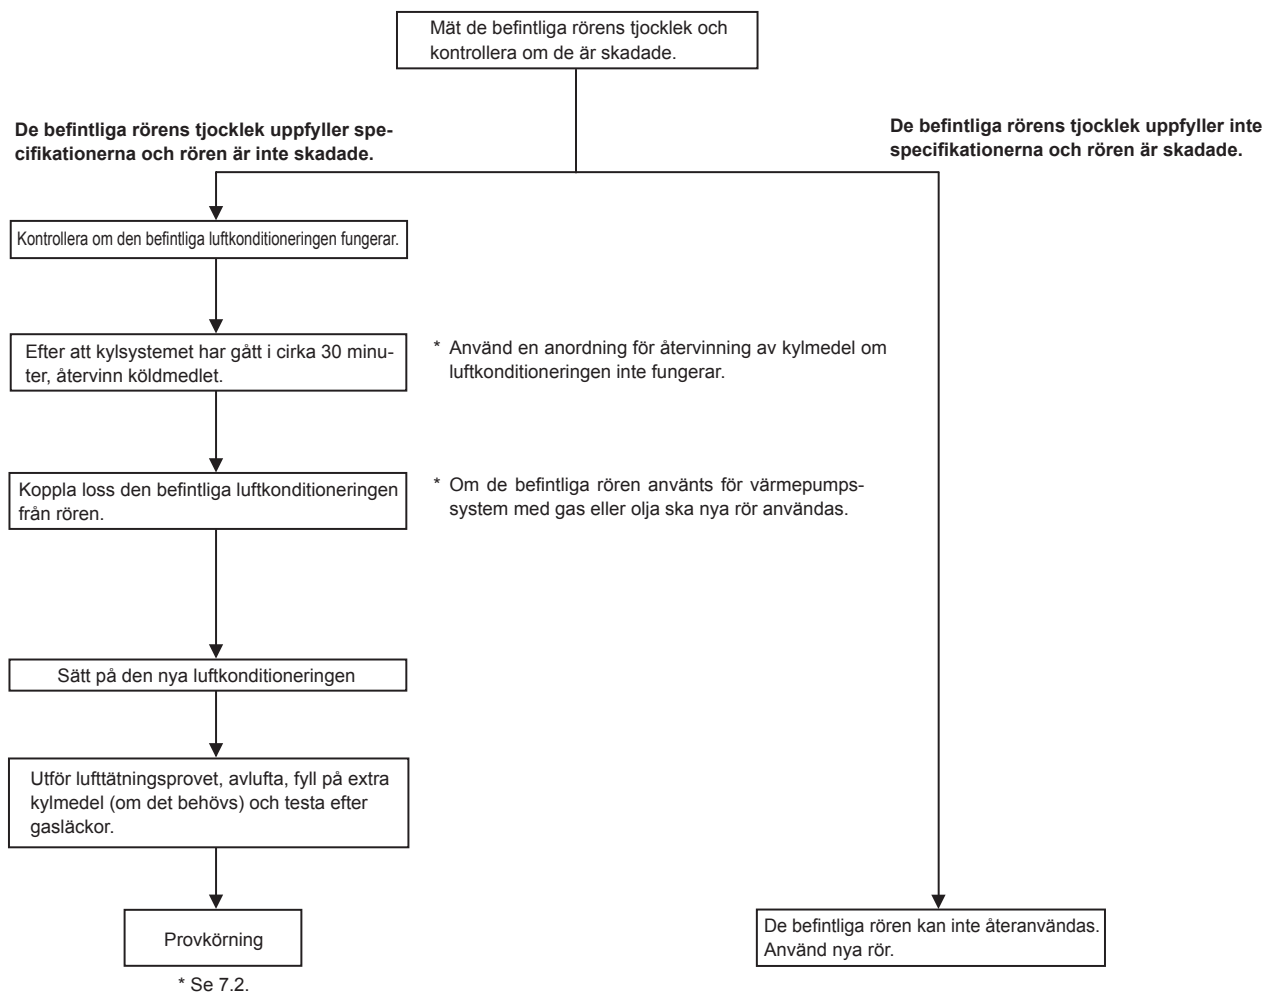 Mät de befintliga rörens tjocklek och
kontrollera om de är skadade.
De befintliga rörens tjocklek uppfyller spe-
cifikationerna och rören är inte skadade.
De befintliga rörens tjocklek uppfyller inte
specifikationerna och rören är skadade.
Kontrollera om den befintliga luftkonditioneringen fungerar.
Efter att kylsystemet har gått i cirka 30 minu-
ter, återvinn köldmedlet.
* Använd en anordning för återvinning av kylmedel om
luftkonditioneringen inte fungerar.
Koppla loss den befintliga luftkonditioneringen
från rören.
* Om de befintliga rören använts för värmepumps-
system med gas eller olja ska nya rör användas.
Sätt på den nya luftkonditioneringen
Utför lufttätningsprovet, avlufta, fyll på extra
kylmedel (om det behövs) och testa efter
gasläckor.
Provkörning
* Se 7.2.
De befintliga rören kan inte återanvändas.
Använd nya rör.